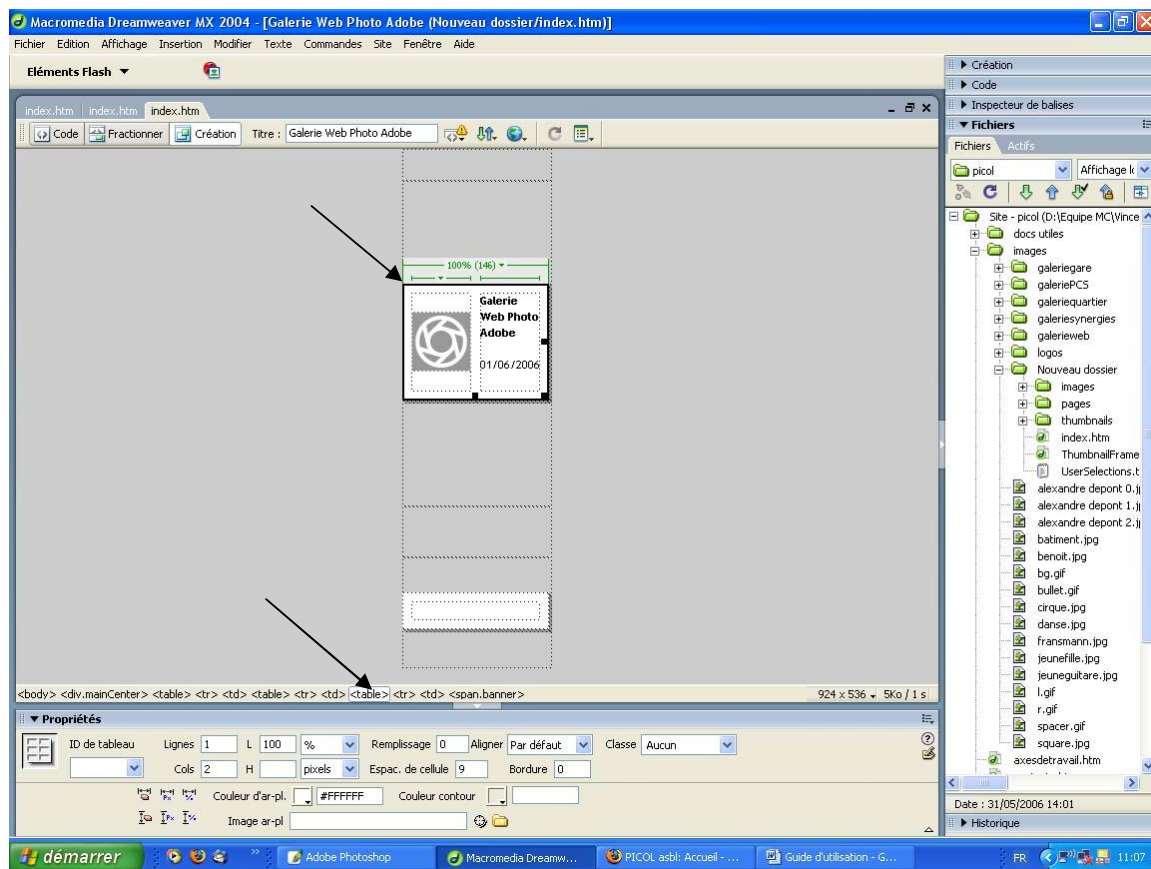 Macromedia Dreamweaver MX 2004 - [Galerie Web Photo Adobe (Nouveau dossier/index.htm)]
Fichier Edition Affichage Insertion Modifier Texte Commandes Site Fenêtre Aide
Eléments Flash
index.htm index.htm index.htm
Code Fractionner Création Titre : Galerie Web Photo Adobe
100% (146)
Galerie
Web Photo
Adobe
01/06/2006
<body> <div.mainCenter> <table> <tr> <td> <table> <tr> <td> <table> <tr> <td> <span.banner> 924 x 536 5Ko / 1 s
Propriétés
ID de tableau Lignes 1 L 100 % Remplissage 0 Aligner Par défaut Classe Aucun
Cols 2 H pixels Espac. de cellule 9 Bordure 0
Couleur d'ar-pl. #FFFFFF Couleur contour
Image ar-pl
Création
Code
Inspecteur de balises
Fichiers
Fichiers Actifs
picol Affichage lo
Site - picol (D:\Equipe MC\Vince
docs utiles
images
galeriegare
galeriePCS
galeriequartier
galeriesynergies
galerieweb
logos
Nouveau dossier
images
pages
thumbnails
index.htm
ThumbnailFrame
UserSelections.t
alexandre depont 0.j
alexandre depont 1.j
alexandre depont 2.j
batiment.jpg
benoit.jpg
bg.gif
bullet.gif
cirque.jpg
danse.jpg
fransmann.jpg
jeunefille.jpg
jeuneguitare.jpg
l.gif
r.gif
spacer.gif
square.jpg
axesdetravail.htm
Date : 31/05/2006 14:01
Historique
démarrer Adobe Photoshop Macromedia Dreamw... PICOL asbl: Accueil - ... Guide d'utilisation - G... FR 11:07